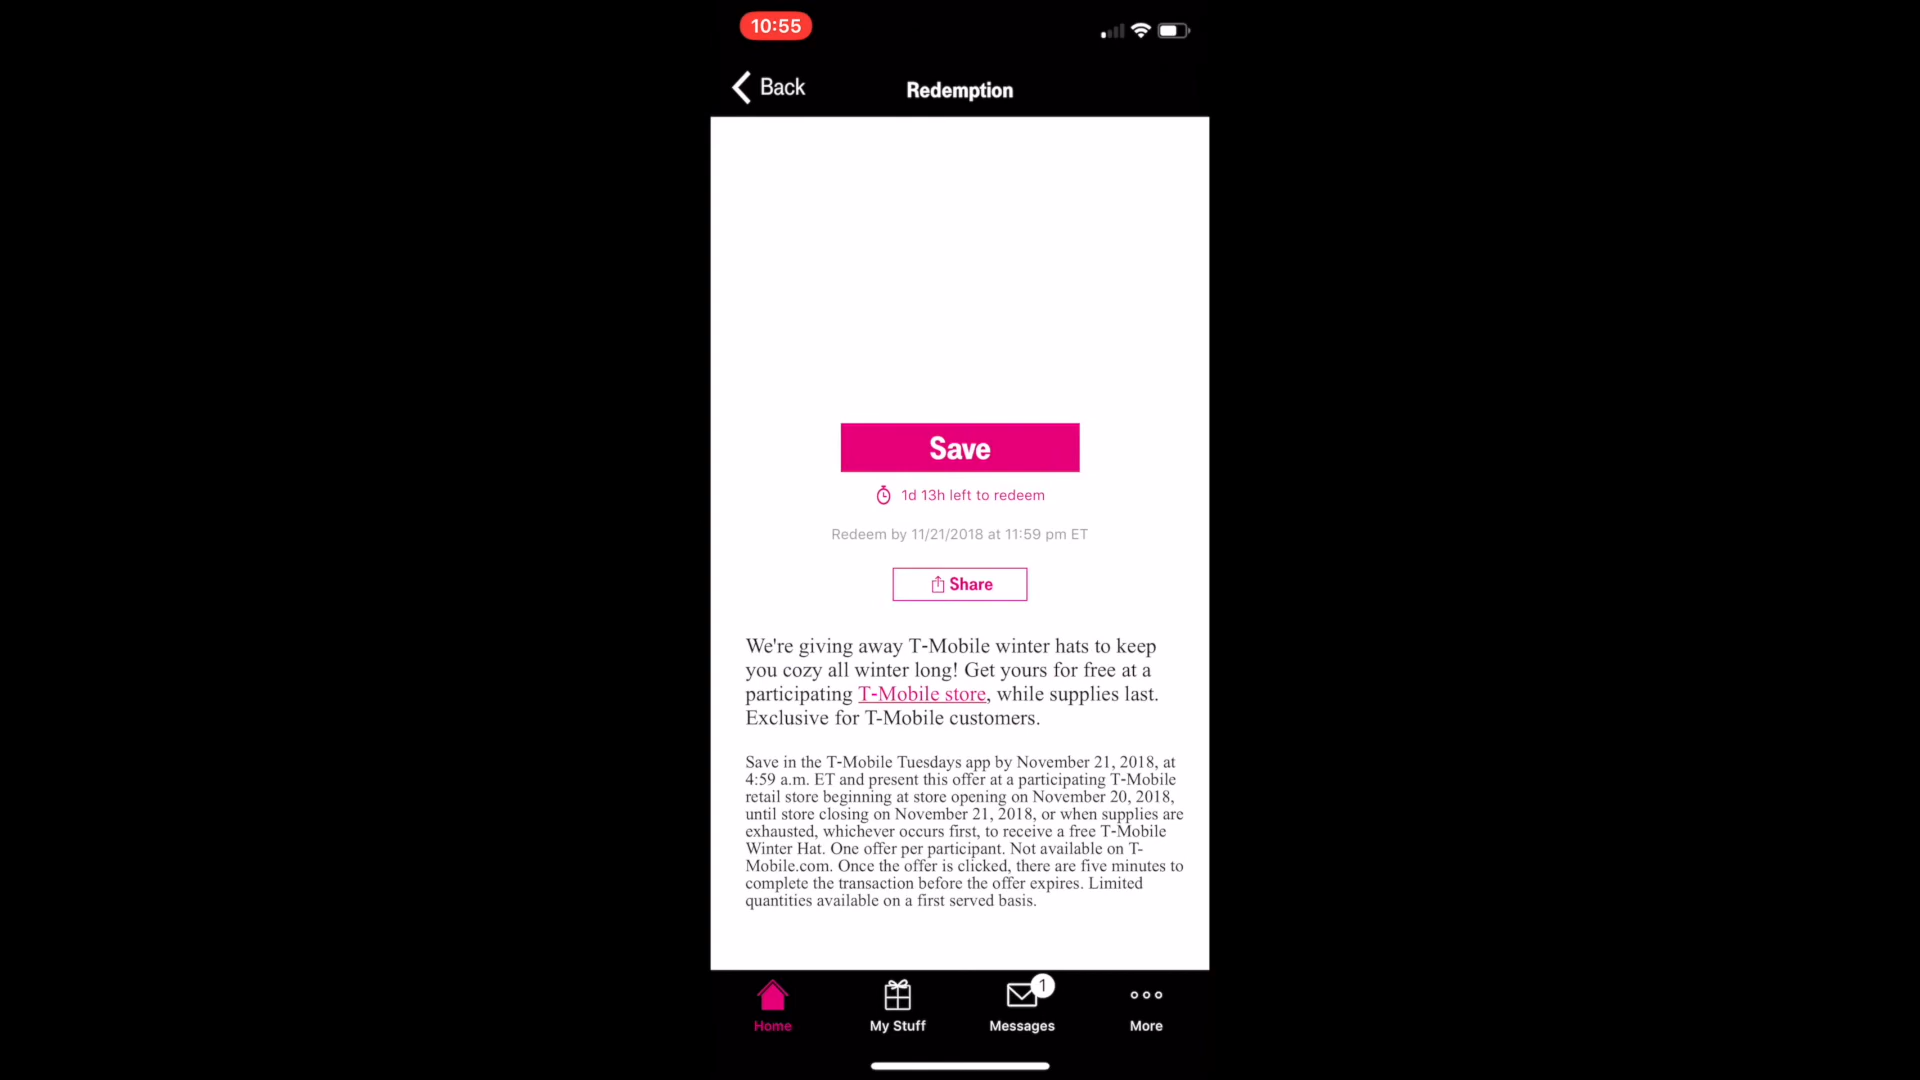 10:55
Back
Redemption
Save
1d 13h left to redeem
Redeem by 11/21/2018 at 11:59 pm ET
Share
We're giving away T-Mobile winter hats to keep
you cozy all winter long! Get yours for free at a
participating T-Mobile store, while supplies last.
Exclusive for T-Mobile customers.
Save in the T-Mobile Tuesdays app by November 21, 2018, at
4:59 a.m. ET and present this offer at a participating T-Mobile
retail store beginning at store opening on November 20, 2018,
until store closing on November 21, 2018, or when supplies are
exhausted, whichever occurs first, to receive a free T-Mobile
Winter Hat. One offer per participant. Not available on T-
Mobile.com. Once the offer is clicked, there are five minutes to
complete the transaction before the offer expires. Limited
quantities available on a first served basis.
1
Home
My Stuff
Messages
More